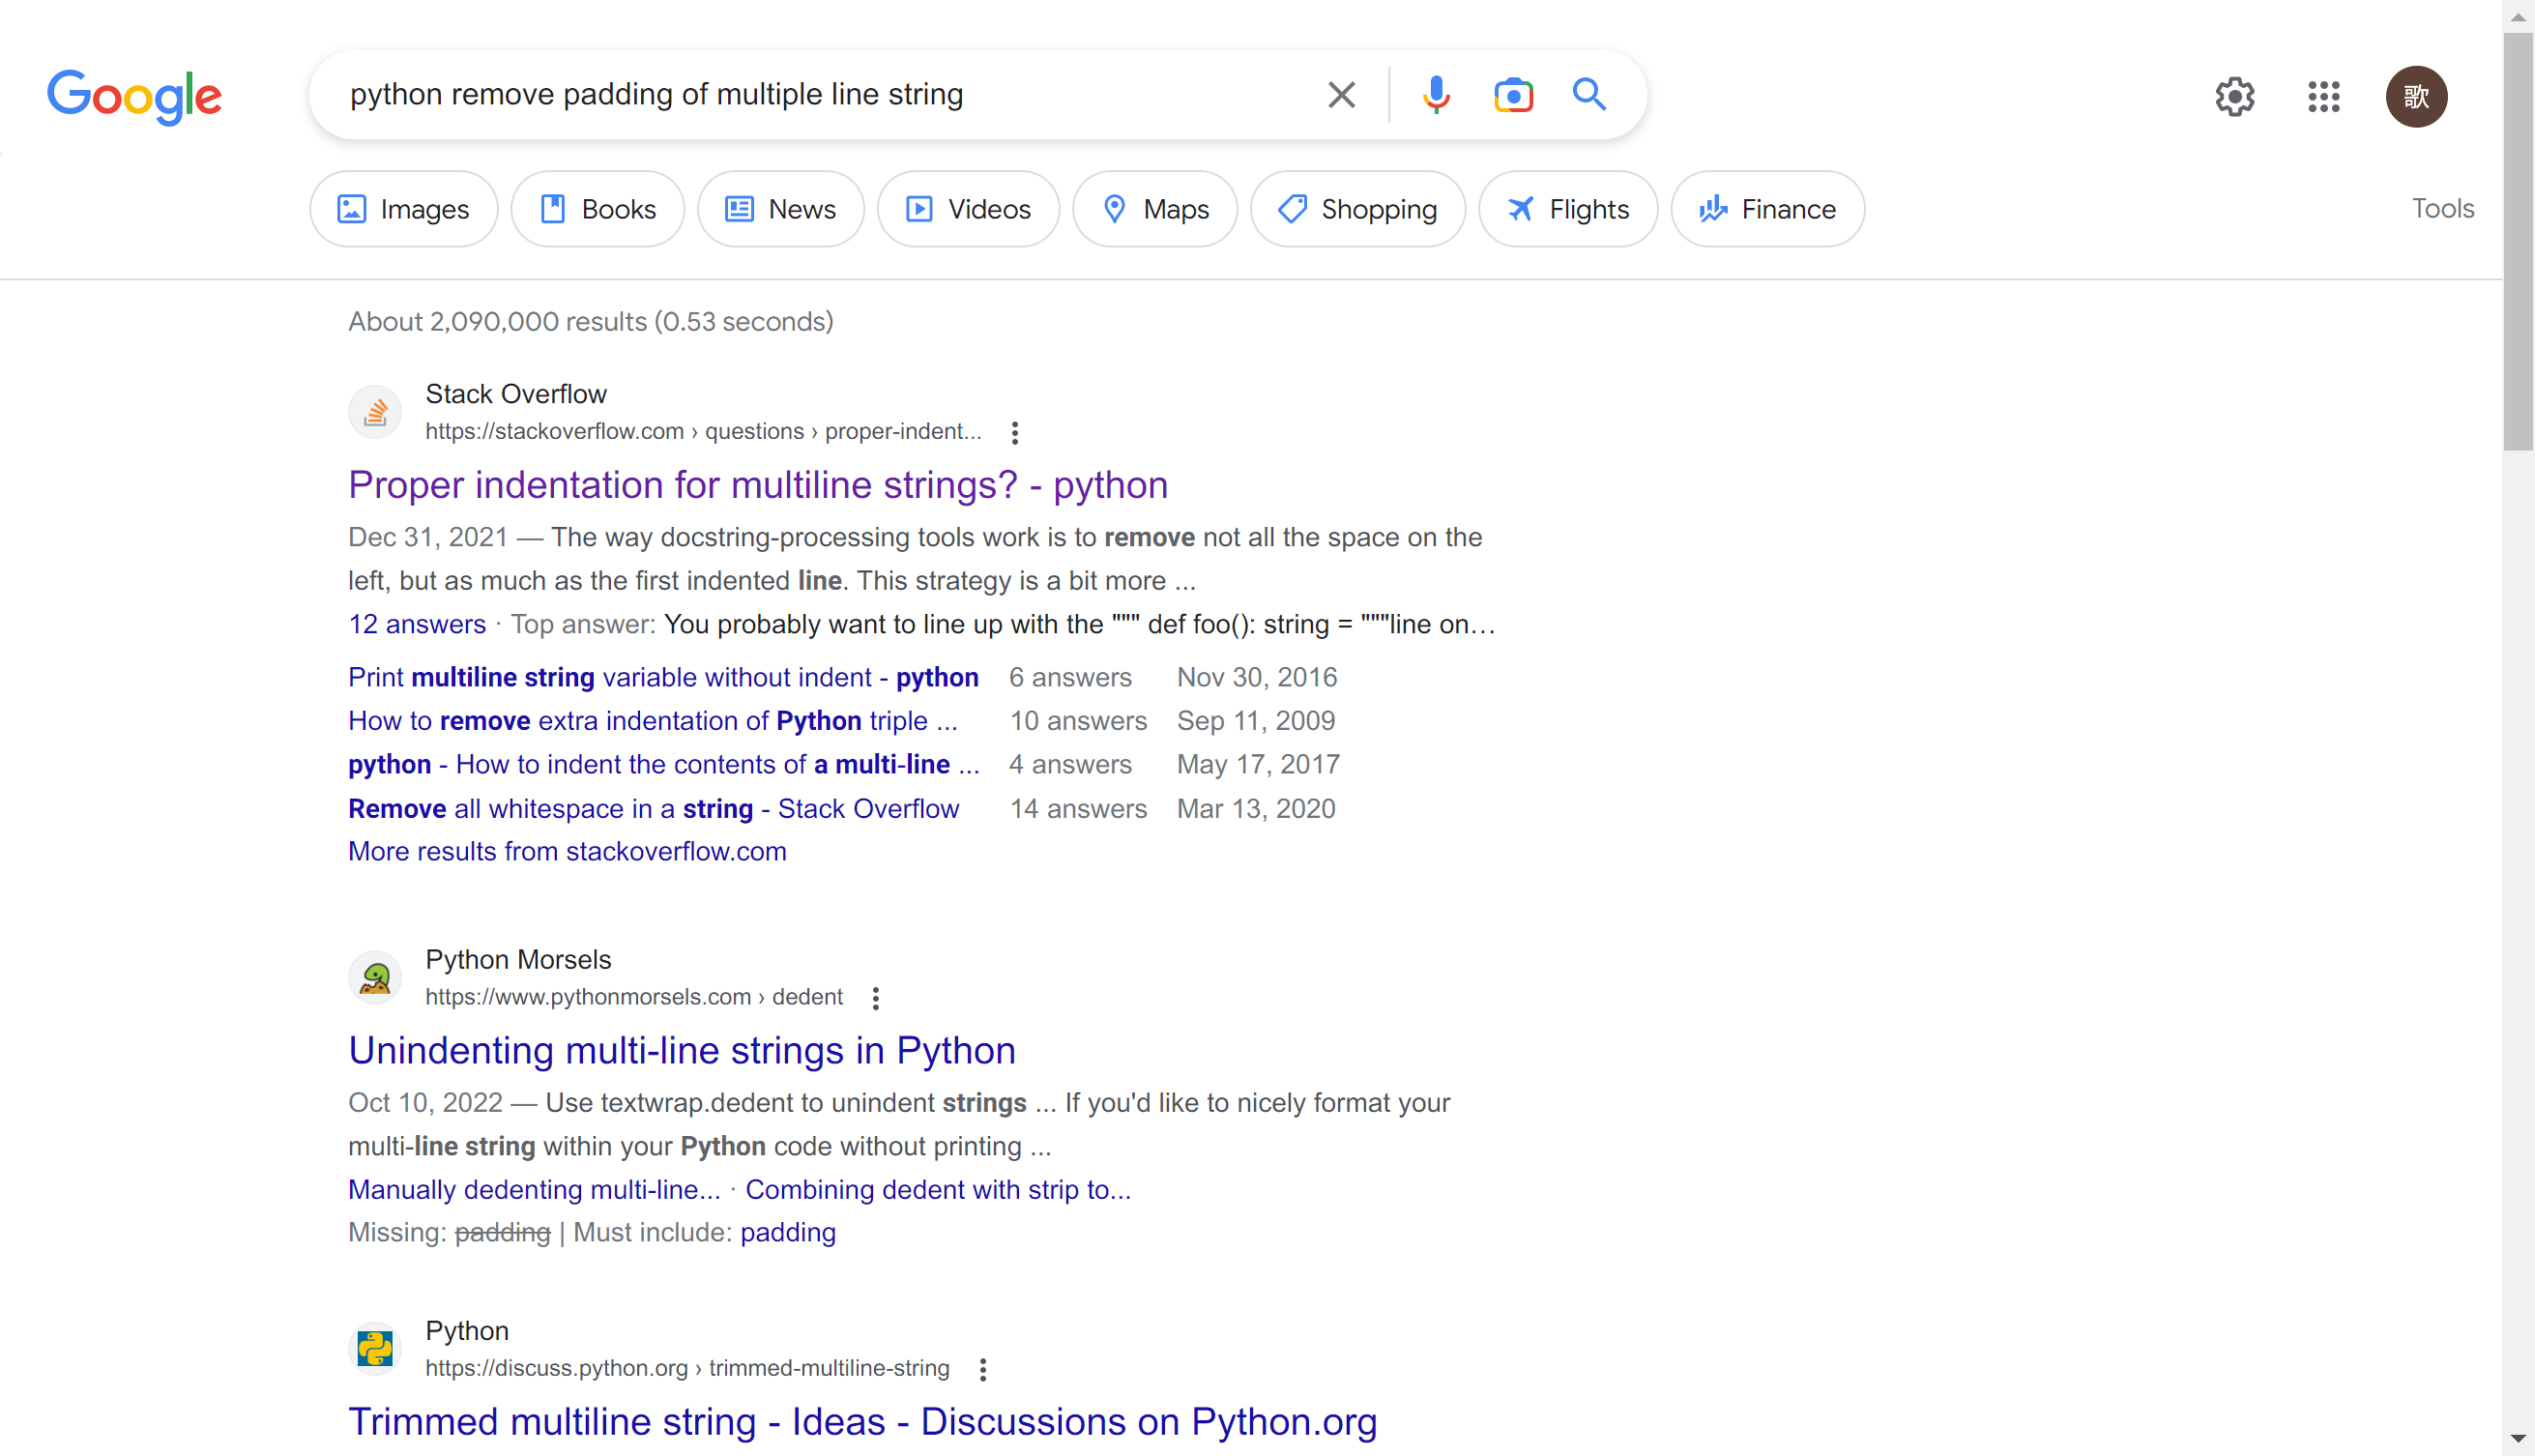 Google
python remove padding of multiple line string
歌
Images
Books
News
Videos
Maps
Shopping
Flights
Finance
Tools
About 2,090,000 results (0.53 seconds)
Stack Overflow
https://stackoverflow.com › questions › proper-indent...
Proper indentation for multiline strings? - python
Dec 31, 2021 — The way docstring-processing tools work is to remove not all the space on the
left, but as much as the first indented line. This strategy is a bit more ...
12 answers · Top answer: You probably want to line up with the """ def foo(): string = """line on…
Print multiline string variable without indent - python 6 answers Nov 30, 2016
How to remove extra indentation of Python triple ... 10 answers Sep 11, 2009
python - How to indent the contents of a multi-line ... 4 answers May 17, 2017
Remove all whitespace in a string - Stack Overflow 14 answers Mar 13, 2020
More results from stackoverflow.com
Python Morsels
https://www.pythonmorsels.com › dedent
Unindenting multi-line strings in Python
Oct 10, 2022 — Use textwrap.dedent to unindent strings ... If you'd like to nicely format your
multi-line string within your Python code without printing ...
Manually dedenting multi-line... · Combining dedent with strip to...
Missing: padding | Must include: padding
Python
https://discuss.python.org › trimmed-multiline-string
Trimmed multiline string - Ideas - Discussions on Python.org